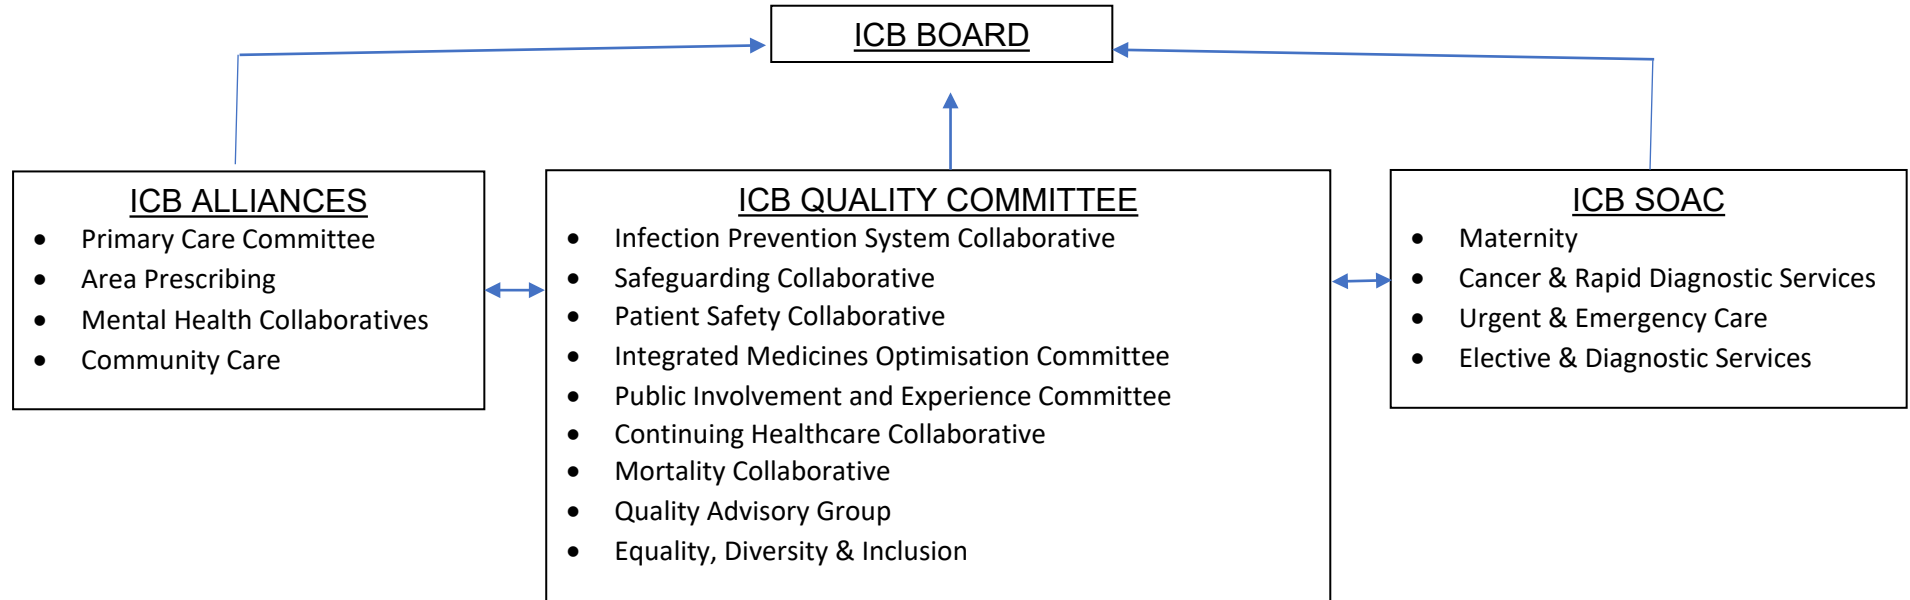 ICB BOARD
ICB ALLIANCES
• Primary Care Committee
• Area Prescribing
• Mental Health Collaboratives
• Community Care
ICB QUALITY COMMITTEE
• Infection Prevention System Collaborative
• Safeguarding Collaborative
• Patient Safety Collaborative
• Integrated Medicines Optimisation Committee
• Public Involvement and Experience Committee
• Continuing Healthcare Collaborative
• Mortality Collaborative
• Quality Advisory Group
• Equality, Diversity & Inclusion
ICB SOAC
• Maternity
• Cancer & Rapid Diagnostic Services
• Urgent & Emergency Care
• Elective & Diagnostic Services